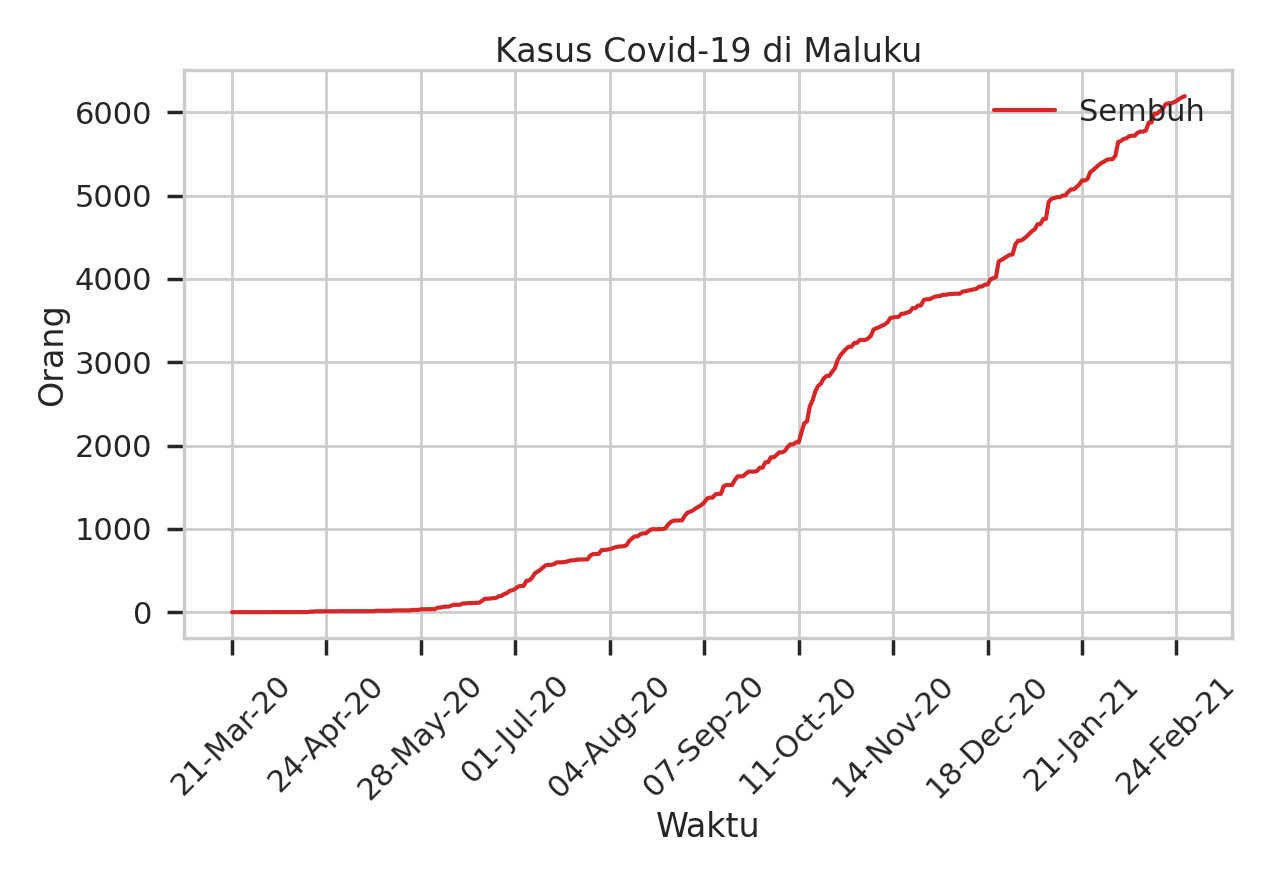 Kasus Covid-19 di Maluku
Sembuh
Orang
6000
5000
4000
3000
2000
1000
0
21-Mar-20
24-Apr-20
28-May-20
01-Jul-20
04-Aug-20
07-Sep-20
11-Oct-20
14-Nov-20
18-Dec-20
21-Jan-21
24-Feb-21
Waktu